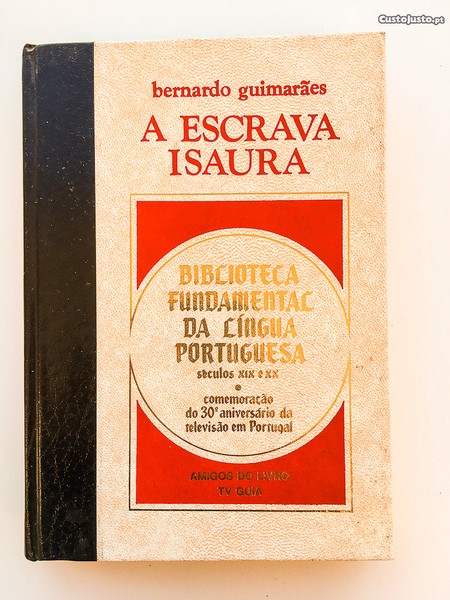 CustoJusto.pt
bernardo guimarães
A ESCRAVA
ISAURA
BIBLIOTECA
FUNDAMENTAL
DA LÍNGUA
PORTUGUESA
séculos XIX e XX
e
comemoração
do 30º aniversário da
televisão em Portugal
AMIGOS DO LIVRO
TV GUIA